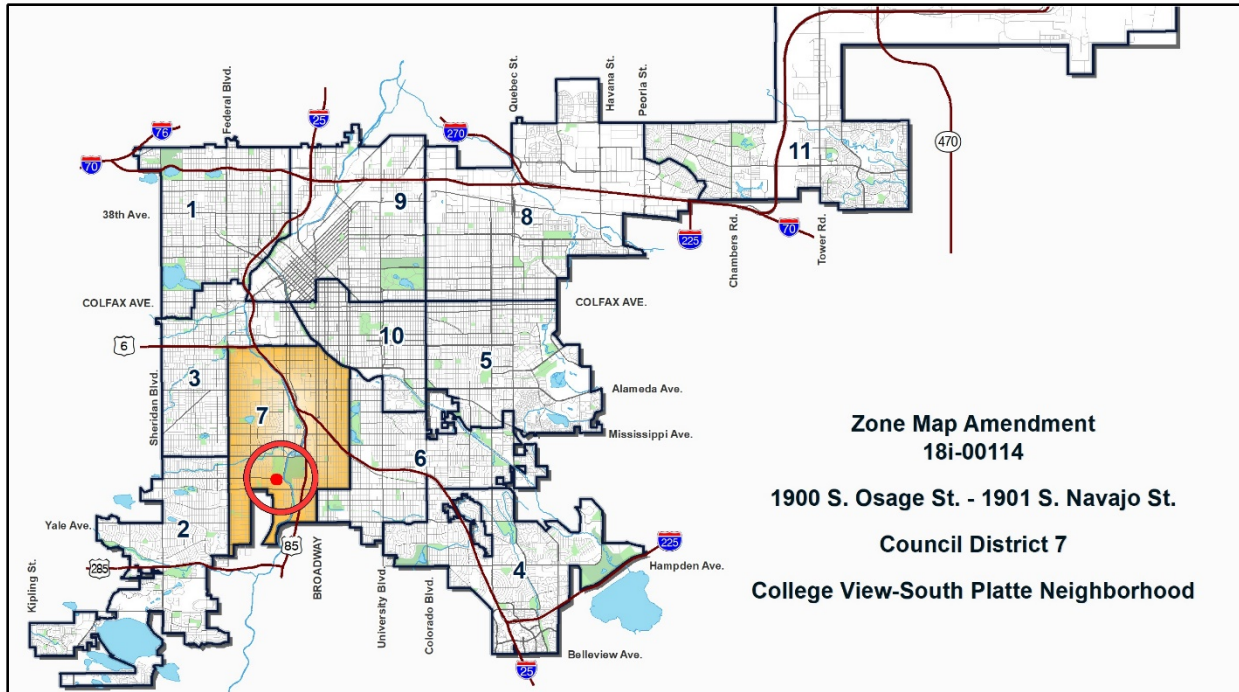 Federal Blvd.
25
Quebec St.
Havana St.
Peoria St.
76
270
70
470
11
1
9
8
38th Ave.
225
Chambers Rd.
70
Tower Rd.
COLFAX AVE.
COLFAX AVE.
10
6
5
3
Sheridan Blvd.
Alameda Ave.
7
Mississippi Ave.
6
Zone Map Amendment
18i-00114
1900 S. Osage St. - 1901 S. Navajo St.
Council District 7
College View-South Platte Neighborhood
Yale Ave.
2
85
BROADWAY
225
285
Hampden Ave.
4
Kipling St.
University Blvd.
Colorado Blvd.
Belleview Ave.
25